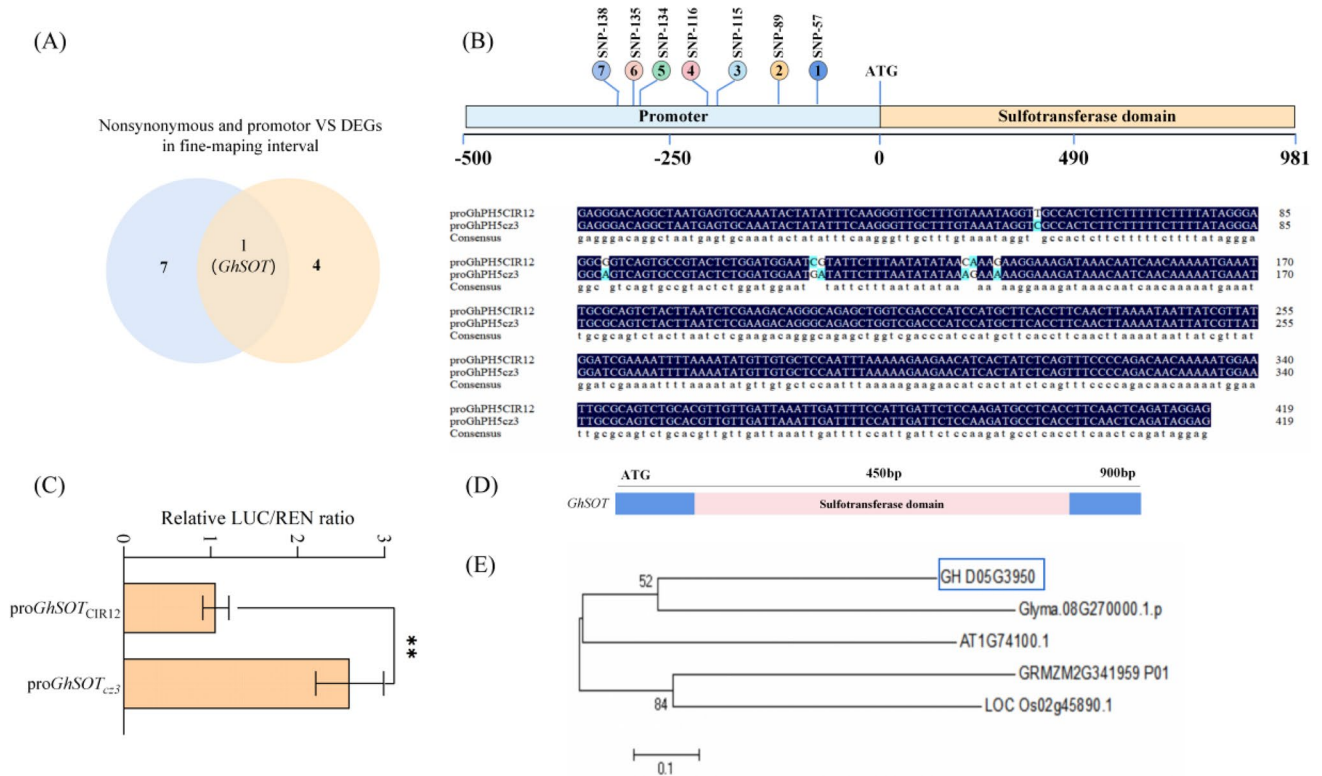 (A)
Nonsynonymous and promotor VS DEGs
in fine-maping interval
7
1
(GhSOT)
4
(B)
SNP-138
SNP-135
SNP-134
SNP-116
SNP-115
SNP-89
SNP-57
7
6
5
4
3
2
1
ATG
Promoter
Sulfotransferase domain
-500
-250
0
490
981
proGhPH5CIR12 GAGGGACAGGCTAATGAGTGCAAATACTATATTTCAAGGGTTGCTTTGTAAATAGGTTGCCACTCTTCTTTTTCTTTTATAGGGA 85
proGhPH5cz3 GAGGGACAGGCTAATGAGTGCAAATACTATATTTCAAGGGTTGCTTTGTAAATAGGTCGCCACTCTTCTTTTTCTTTTATAGGGA 85
Consensus gagggacaggctaatgagtgcaaatactatatttcaagggttgctttgtaaataggt gccactcttctttttcttttataggga
proGhPH5CIR12 GGCGGTCAGTGCCGTACTCTGGATGGAATCGTATTCTTTAATATATAACAAAGAAGGAAAGATAAACAATCAACAAAAATGAAAT 170
proGhPH5cz3 GGCAGTCAGTGCCGTACTCTGGATGGAATGATATTCTTTAATATATAAAGAAAAAGGAAAGATAAACAATCAACAAAAATGAAAT 170
Consensus ggc gtcagtgccgtactctggatggaat tattctttaatatataa aa aaggaaagataaacaatcaacaaaaatgaaat
proGhPH5CIR12 TGCGCAGTCTACTTAATCTCGAAGACAGGGCAGAGCTGGTCGACCCATCCATGCTTCACCTTCAACTTAAAATAATTATCGTTAT 255
proGhPH5cz3 TGCGCAGTCTACTTAATCTCGAAGACAGGGCAGAGCTGGTCGACCCATCCATGCTTCACCTTCAACTTAAAATAATTATCGTTAT 255
Consensus tgcgcagtctacttaatctcgaagacagggcagagctggtcgacccatccatgcttcaccttcaacttaaaataattatcgttat
proGhPH5CIR12 GGATCGAAAATTTTAAAATATGTTGTGCTCCAATTTAAAAAGAAGAACATCACTATCTCAGTTTCCCCAGACAACAAAAATGGAA 340
proGhPH5cz3 GGATCGAAAATTTTAAAATATGTTGTGCTCCAATTTAAAAAGAAGAACATCACTATCTCAGTTTCCCCAGACAACAAAAATGGAA 340
Consensus ggatcgaaaattttaaaatatgttgtgctccaatttaaaaagaagaacatcactatctcagtttccccagacaacaaaaatggaa
proGhPH5CIR12 TTGCGCAGTCTGCACGTTGTTGATTAAATTGATTTTCCATTGATTCTCCAAGATGCCTCACCTTCAACTCAGATAGGAG 419
proGhPH5cz3 TTGCGCAGTCTGCACGTTGTTGATTAAATTGATTTTCCATTGATTCTCCAAGATGCCTCACCTTCAACTCAGATAGGAG 419
Consensus ttgcgcagtctgcacgttgttgattaaattgattttccattgattctccaagatgcctcaccttcaactcagataggag
(C)
Relative LUC/REN ratio
0
1
2
3
proGhSOTCIR12
proGhSOTcz3
**
(D)
ATG
450bp
900bp
GhSOT
Sulfotransferase domain
(E)
52
GH D05G3950
Glyma.08G270000.1.p
AT1G74100.1
GRMZM2G341959 P01
84
LOC Os02g45890.1
0.1